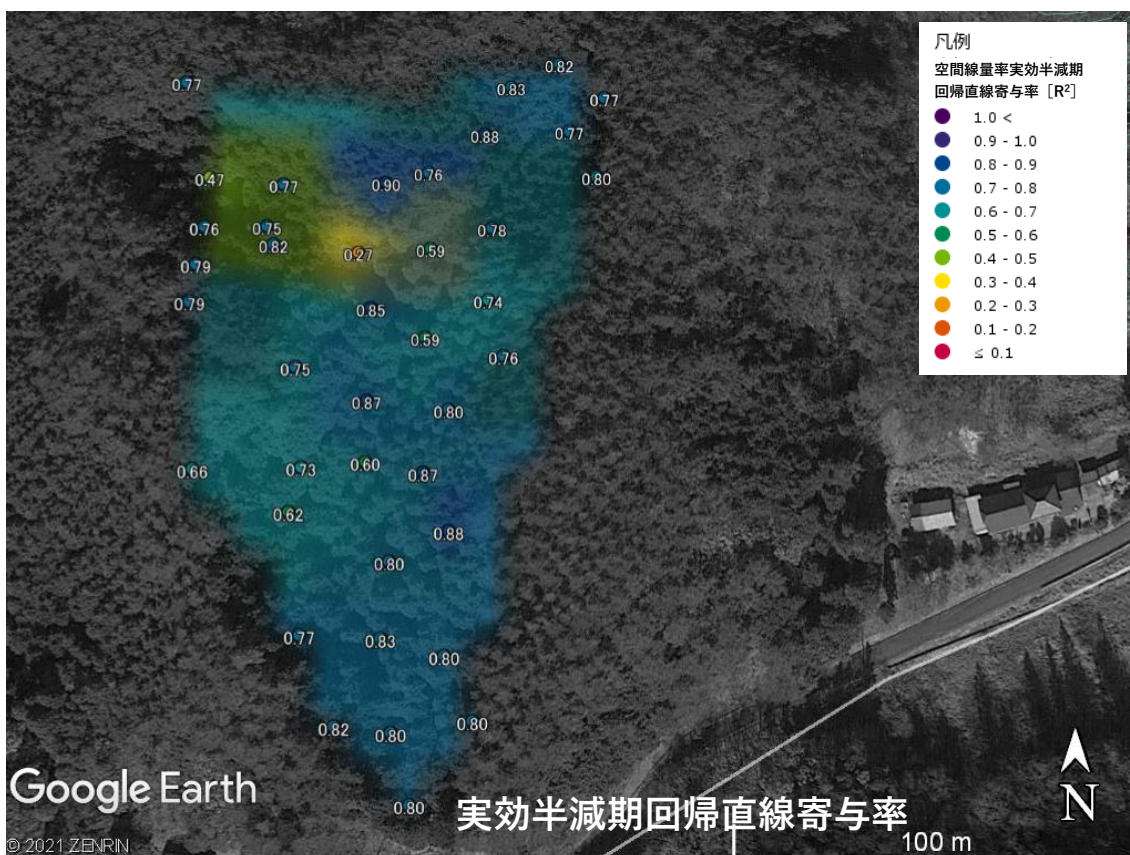 凡例
空間線量率実効半減期
回帰直線寄与率［R²］
1.0 <
0.9 - 1.0
0.8 - 0.9
0.7 - 0.8
0.6 - 0.7
0.5 - 0.6
0.4 - 0.5
0.3 - 0.4
0.2 - 0.3
0.1 - 0.2
≤ 0.1
0.82
0.77
0.83
0.77
0.88
0.77
0.76
0.47
0.77
0.90
0.80
0.76
0.75
0.78
0.82
0.27
0.59
0.79
0.79
0.85
0.74
0.59
0.76
0.75
0.87
0.80
0.66
0.73
0.60
0.87
0.62
0.88
0.80
0.77
0.83
0.80
0.82
0.80
0.80
0.80
Google Earth
実効半減期回帰直線寄与率
N
100 m
© 2021 ZENRIN